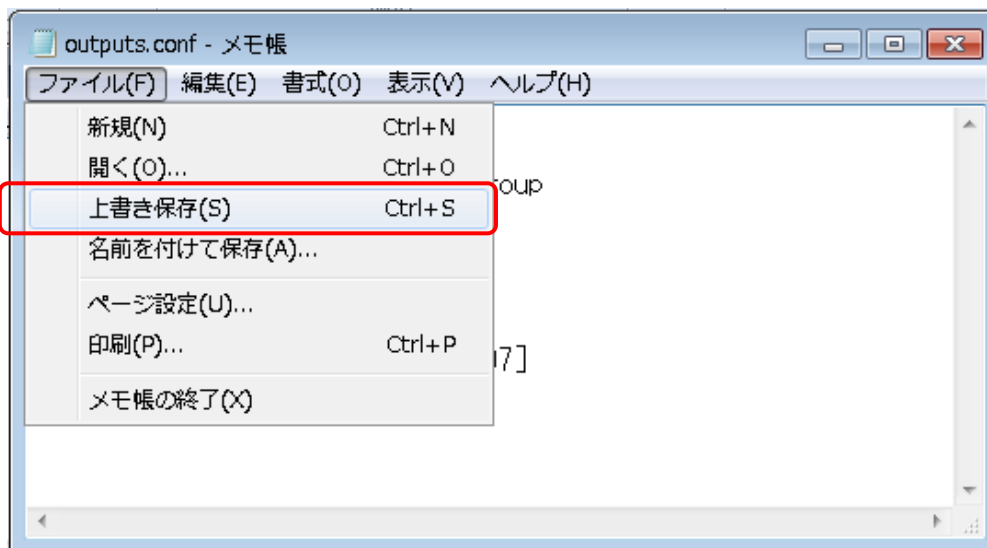 outputs.conf - メモ帳
ファイル(F) 編集(E) 書式(O) 表示(V) ヘルプ(H)
新規(N) Ctrl+N
開く(O)... Ctrl+O
上書き保存(S) Ctrl+S
名前を付けて保存(A)...
ページ設定(U)...
印刷(P)... Ctrl+P
メモ帳の終了(X)
roup
7]